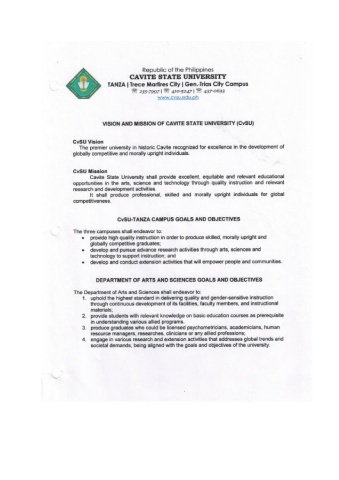 Republic of the Philippines
CAVITE STATE UNIVERSITY
TANZA | Trece Martires City | Gen. Trias City Campus
www.cvsu.edu.ph
VISION AND MISSION OF CAVITE STATE UNIVERSITY (CvSU)
CvSU Vision
The premier university in historic Cavite recognized for excellence in the development of
globally competitive and morally upright individuals.
CvSU Mission
Cavite State University shall provide excellent, equitable and relevant educational
opportunities in the arts, science and technology through quality instruction and relevant
research and development activities.
It shall produce professional, skilled and morally upright individuals for global
competitiveness.
CvSU-TANZA CAMPUS GOALS AND OBJECTIVES
The three campuses shall endeavor to:
• provide high quality instruction in order to produce skilled, morally upright and
globally competitive graduates;
• develop and pursue advance research activities through arts, sciences and
technology to support instruction; and
• develop and conduct extension activities that will empower people and communities.
DEPARTMENT OF ARTS AND SCIENCES GOALS AND OBJECTIVES
The Department of Arts and Sciences shall endeavor to:
1. uphold the highest standard in delivering quality and gender-sensitive instruction
through continuous development of its facilities, faculty members, and instructional
materials;
2. provide students with relevant knowledge on basic education courses as prerequisite
in understanding various allied programs.
3. produce graduates who could be licensed psychometricians, academicians, human
resource managers, researches, clinicians or any allied professions;
4. engage in various research and extension activities that addresses global trends and
societal demands, being aligned with the goals and objectives of the university.